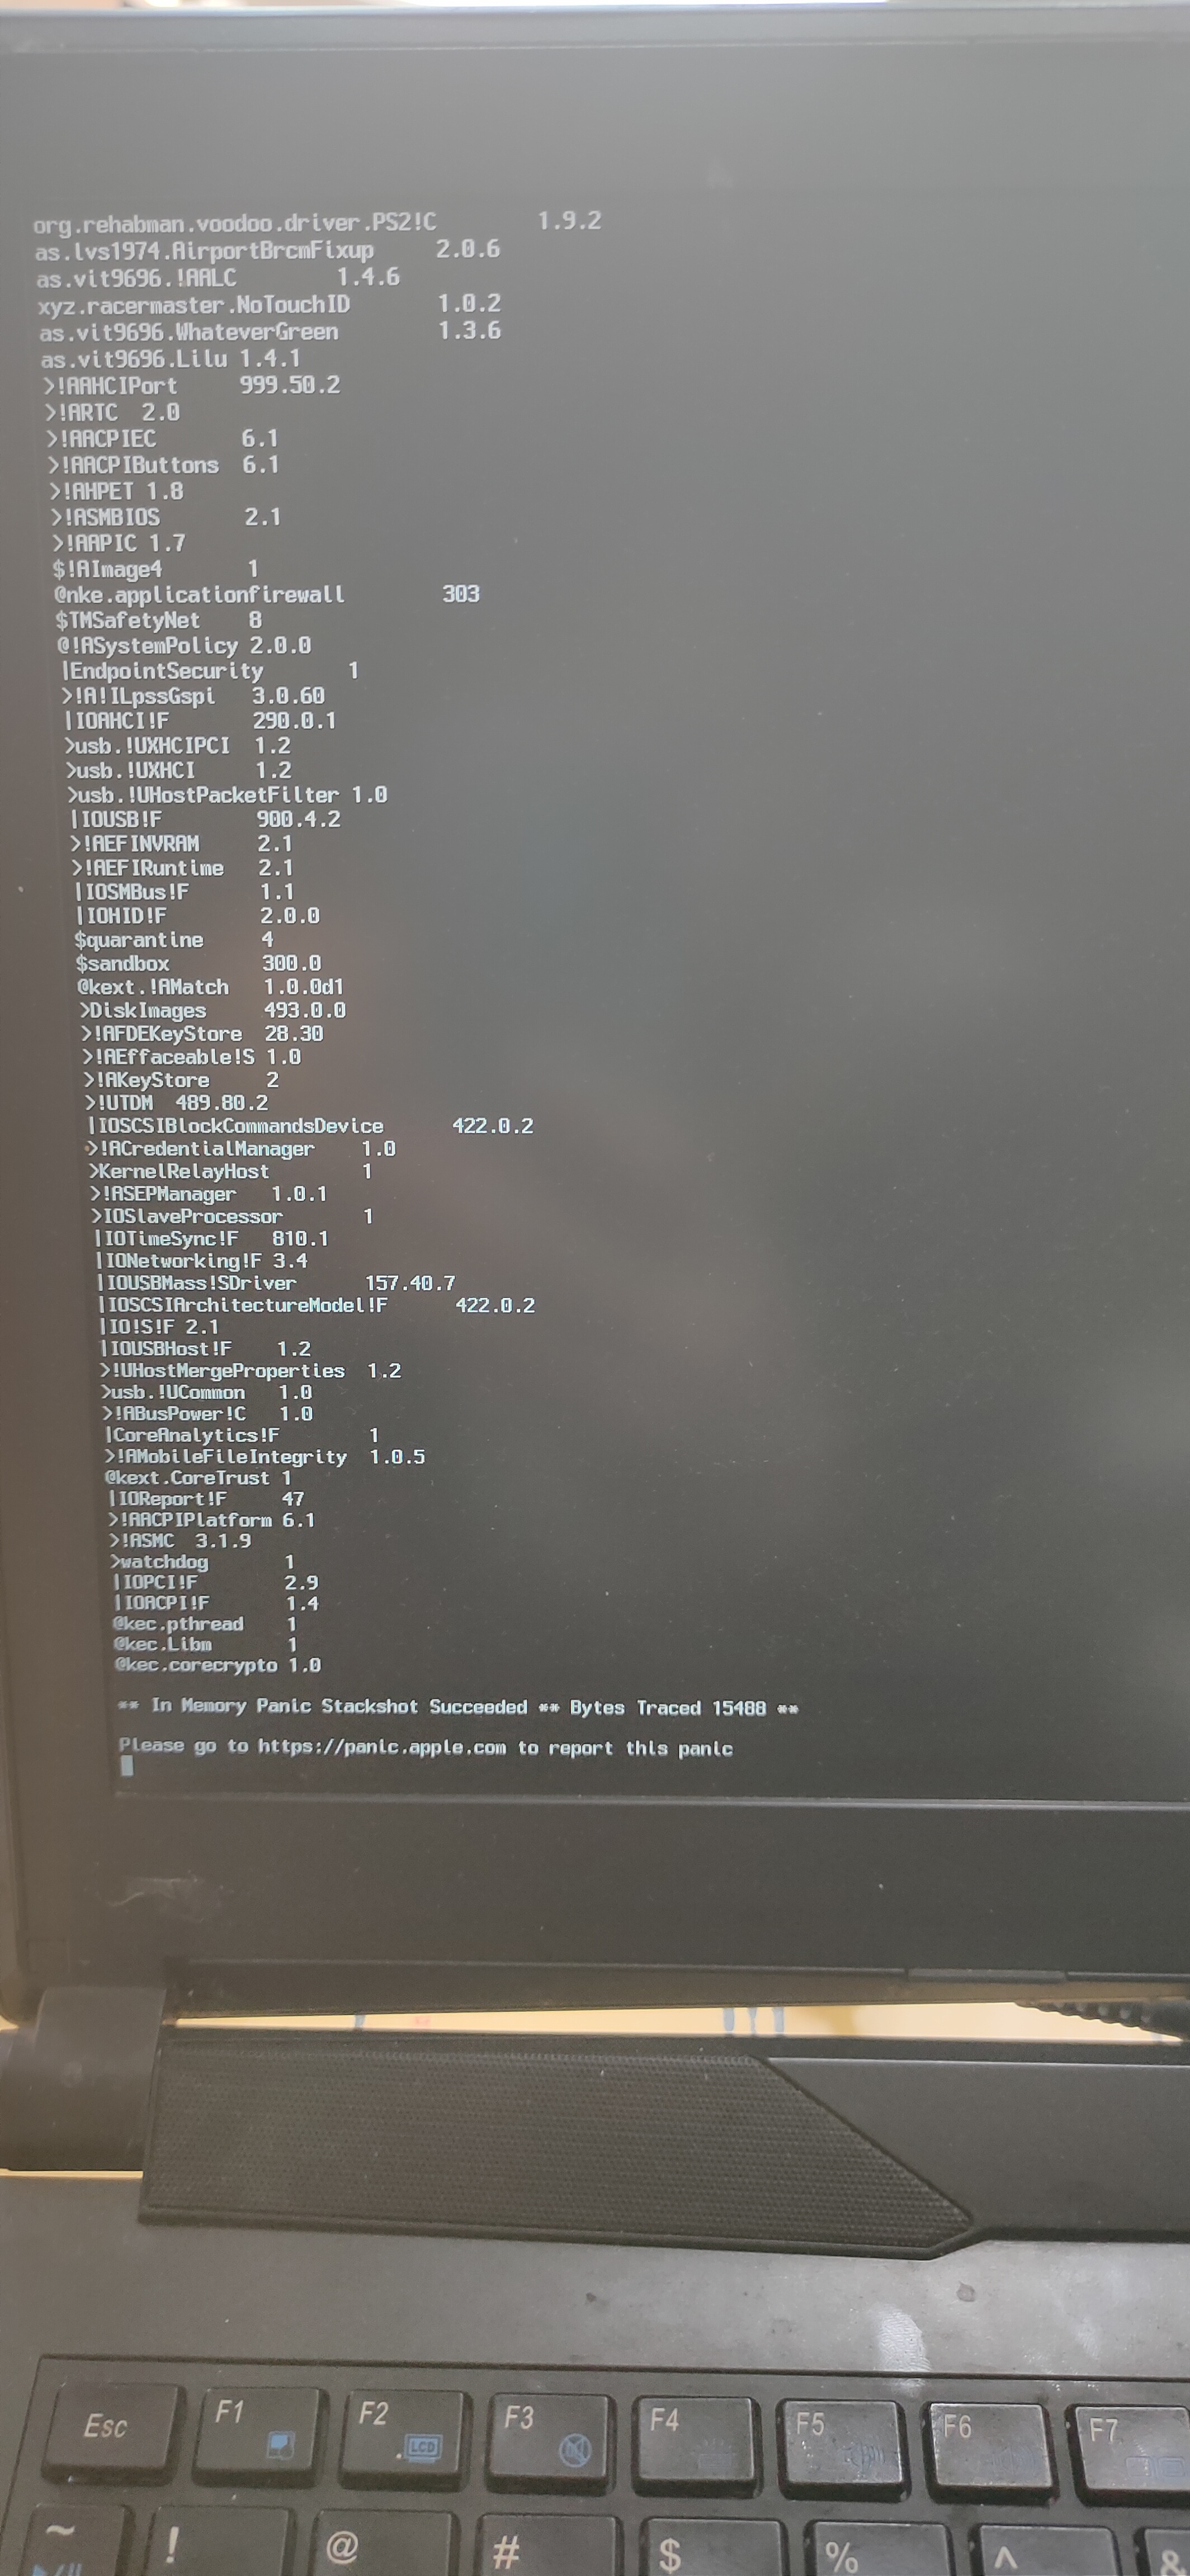 org.rehabman.voodoo.driver.PS2!C 1.9.2
as.lvs1974.AirportBrcmFixup 2.0.6
as.vit9696.!AALC 1.4.6
xyz.racermaster.NoTouchID 1.0.2
as.vit9696.WhateverGreen 1.3.6
as.vit9696.Lilu 1.4.1
>!AAHCIPort 999.50.2
>!ARTC 2.0
>!AACPIEC 6.1
>!AACPIButtons 6.1
>!AHPET 1.8
>!ASMBIOS 2.1
>!AAPIC 1.7
$!AImage4 1
@nke.applicationfirewall 303
$TMSafetyNet 8
@!ASystemPolicy 2.0.0
|EndpointSecurity 1
>!A!ILpssGspi 3.0.60
|IOAHCI!F 290.0.1
>usb.!UXHCIPCI 1.2
>usb.!UXHCI 1.2
>usb.!UHostPacketFilter 1.0
|IOUSB!F 900.4.2
>!AEFINVRAM 2.1
>!AEFIRuntime 2.1
|IOSMBus!F 1.1
|IOHID!F 2.0.0
$quarantine 4
$sandbox 300.0
@kext.!AMatch 1.0.0d1
>DiskImages 493.0.0
>!AFDEKeyStore 28.30
>!AEffaceable!S 1.0
>!AKeyStore 2
>!UTDM 489.80.2
|IOSCSIBlockCommandsDevice 422.0.2
>!ACredentialManager 1.0
>KernelRelayHost 1
>!ASEPManager 1.0.1
>IOSlaveProcessor 1
|IOTimeSync!F 810.1
|IONetworking!F 3.4
|IOUSBMass!SDriver 157.40.7
|IOSCSIArchitectureModel!F 422.0.2
|IO!S!F 2.1
|IOUSBHost!F 1.2
>!UHostMergeProperties 1.2
>usb.!UCommon 1.0
>!ABusPower!C 1.0
|CoreAnalytics!F 1
>!AMobileFileIntegrity 1.0.5
@kext.CoreTrust 1
|IOReport!F 47
>!AACPIPlatform 6.1
>!ASMC 3.1.9
>watchdog 1
|IOPCI!F 2.9
|IOACPI!F 1.4
@kec.pthread 1
@kec.Libm 1
@kec.corecrypto 1.0
** In Memory Panic Stackshot Succeeded ** Bytes Traced 15488 **
Please go to https://panic.apple.com to report this panic
Esc F1 F2 LCD F3 F4 F5 F6 F7
~ ! @ # $ % ^ &